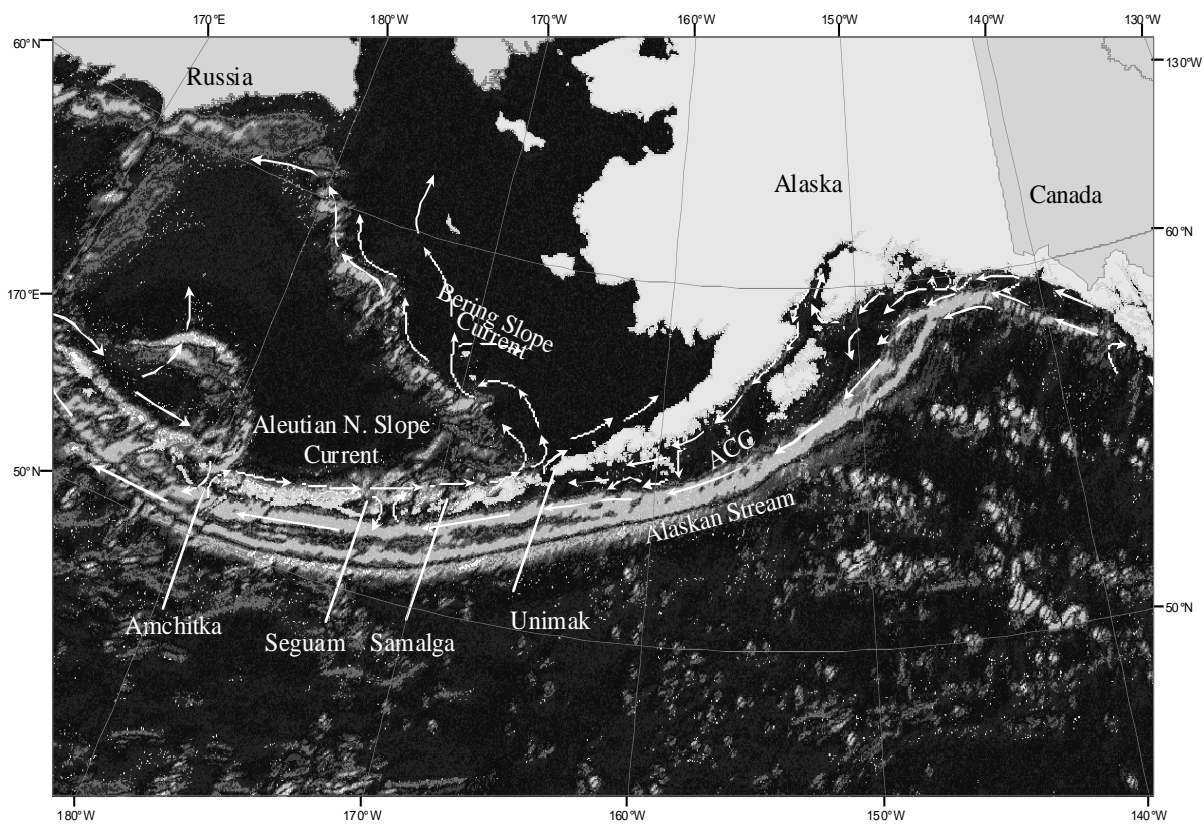 170°E
180°W
170°W
160°W
150°W
140°W
130°W
60°N
130°W
Russia
Alaska
Canada
60°N
170°E
Bering Slope
Current
Aleutian N. Slope
Current
50°N
ACC
Alaskan Stream
50°N
Amchitka
Seguam
Samalga
Unimak
180°W
170°W
160°W
150°W
140°W